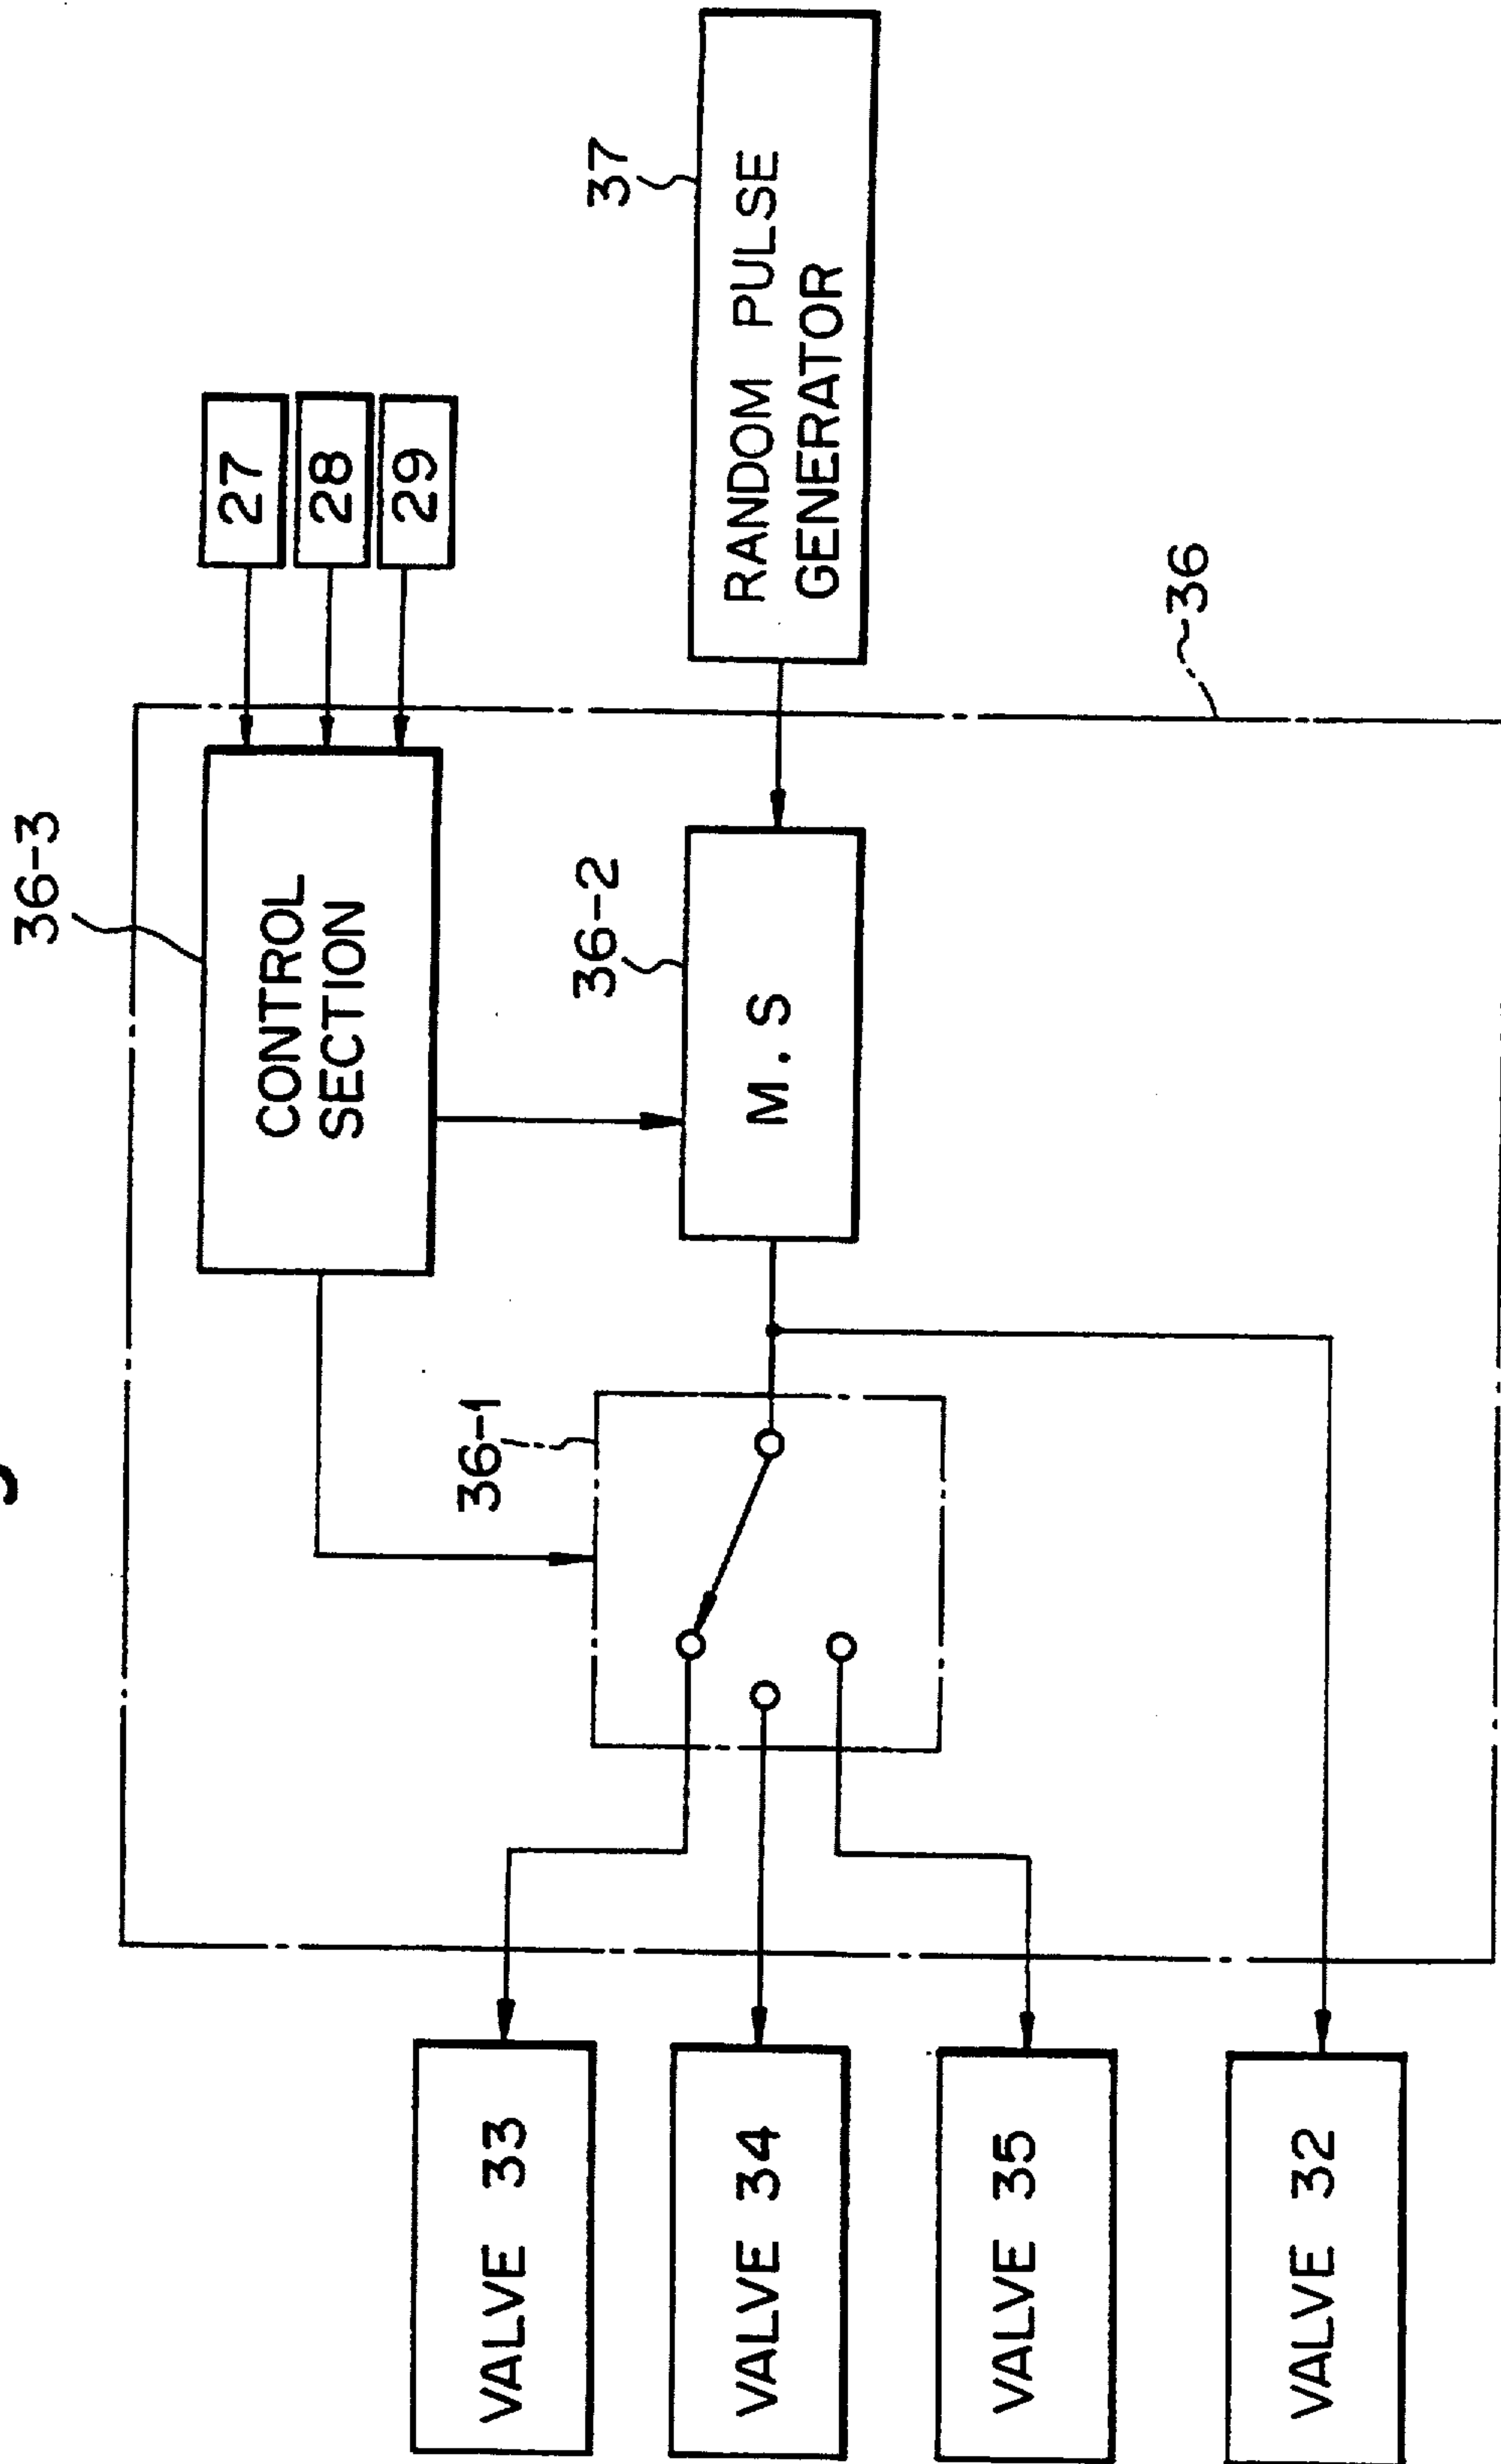 36-3
CONTROL
SECTION
27
28
29
37
RANDOM PULSE
GENERATOR
36-2
M.S
36-1
36
VALVE 33
VALVE 34
VALVE 35
VALVE 32